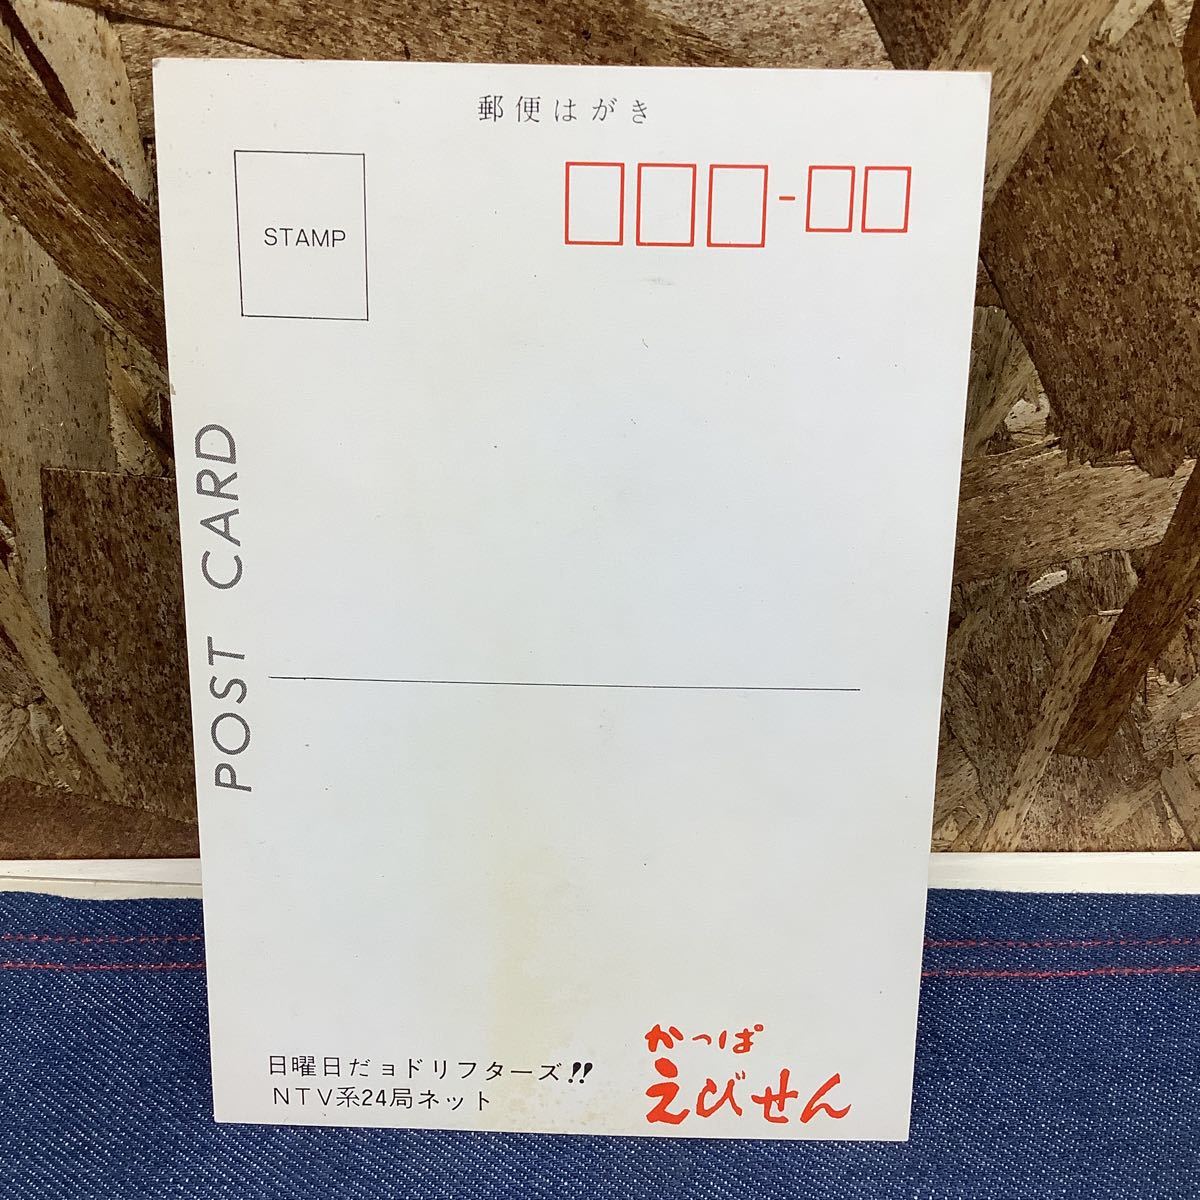 郵便はがき
STAMP
POST CARD
日曜日だョドリフターズ!!
NTV系24局ネット
かっぱ
えびせん